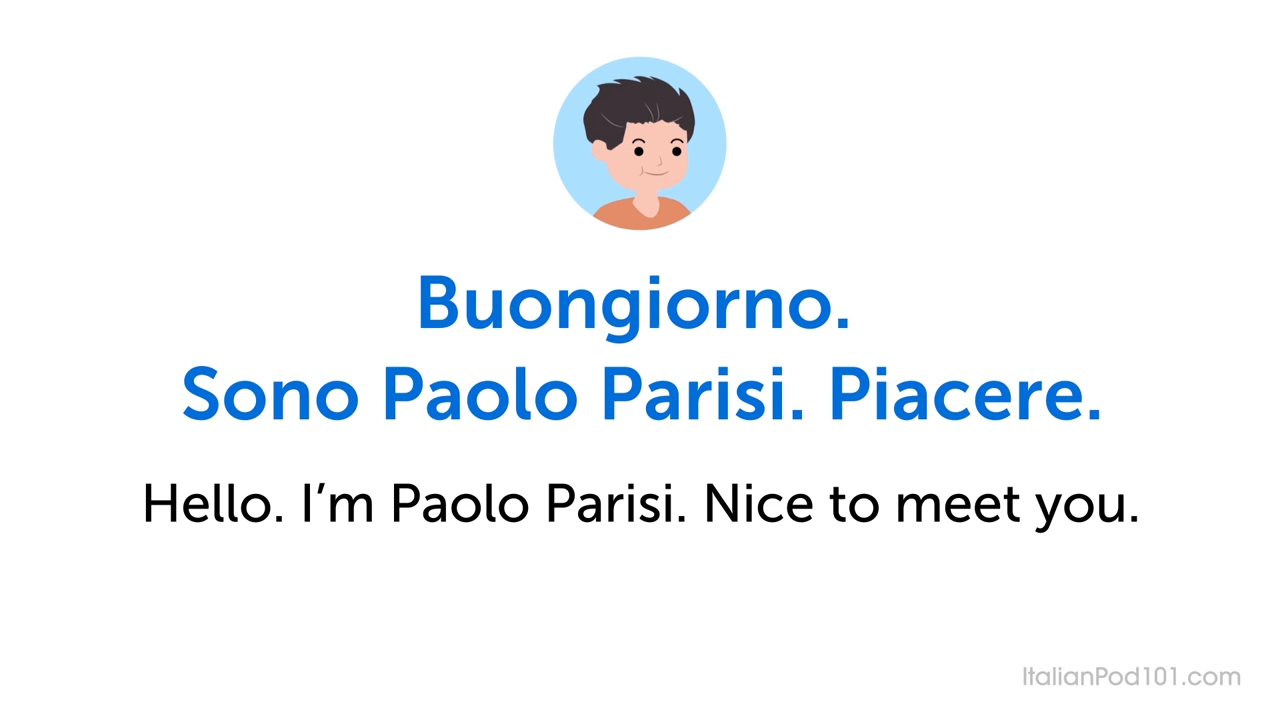 Buongiorno.
Sono Paolo Parisi. Piacere.
Hello. I’m Paolo Parisi. Nice to meet you.
ItalianPod101.com